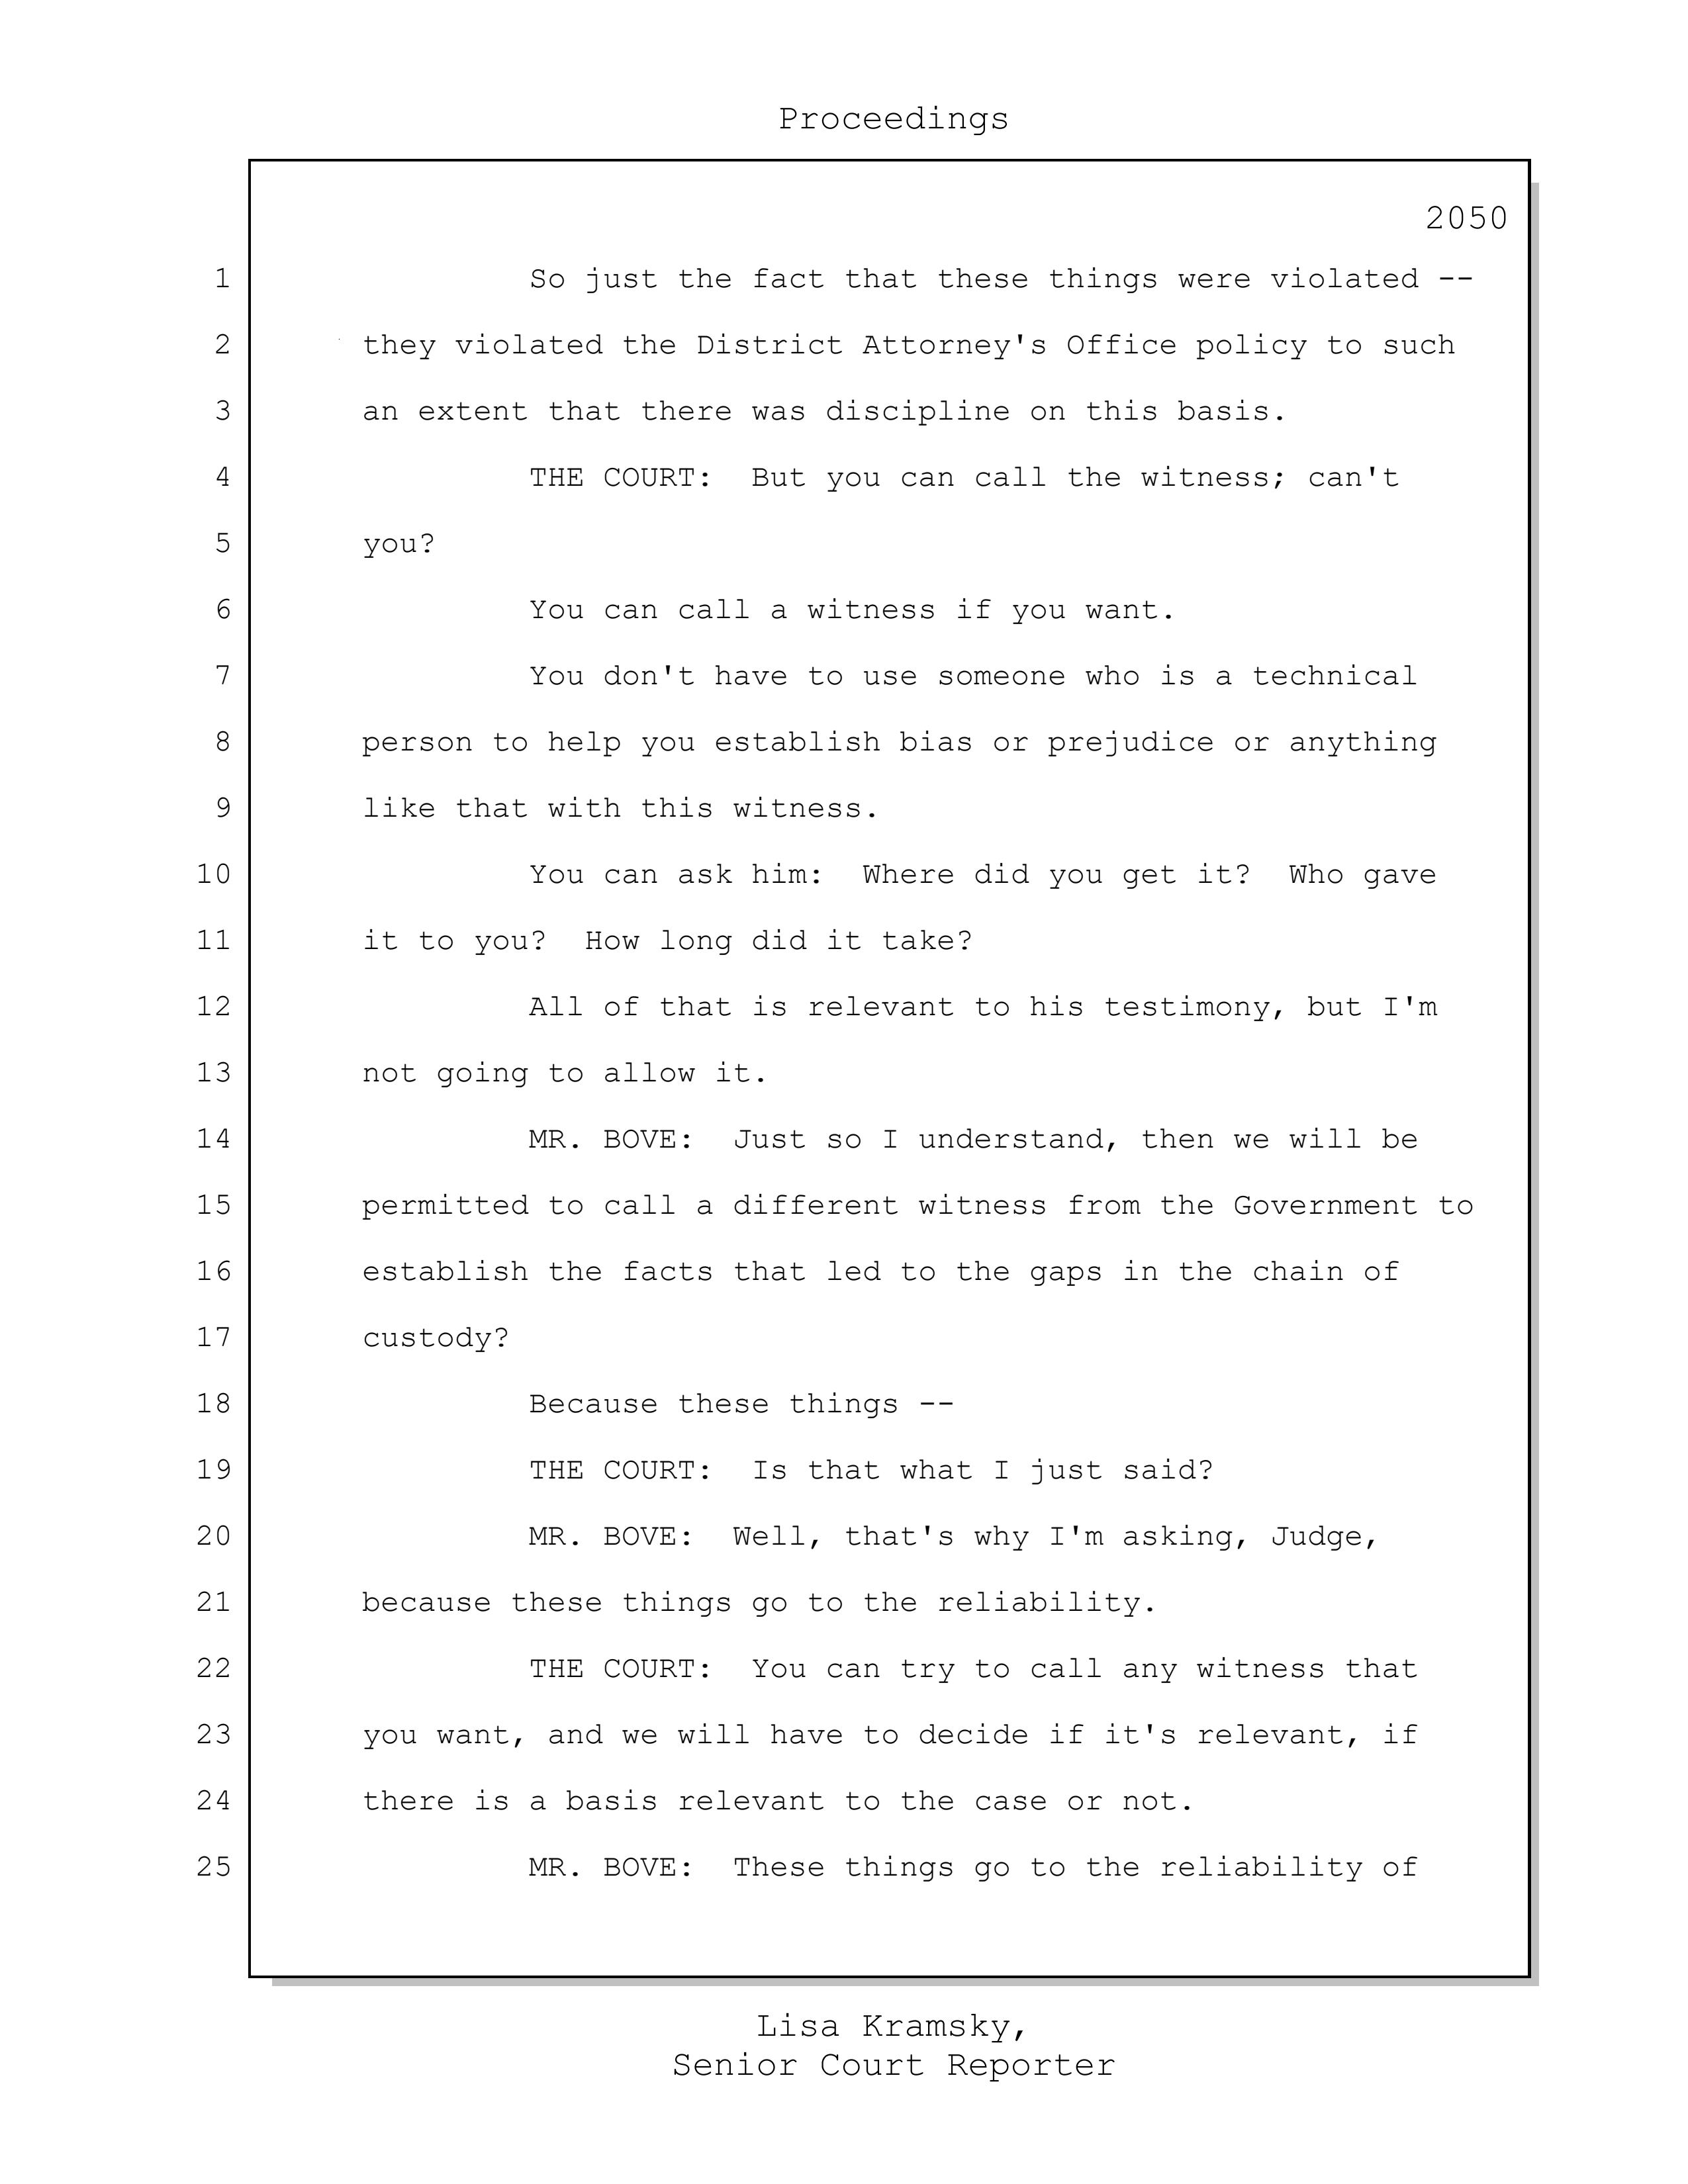 Proceedings
2050
1 So just the fact that these things were violated --
2 they violated the District Attorney's Office policy to such
3 an extent that there was discipline on this basis.
4 THE COURT: But you can call the witness; can't
5 you?
6 You can call a witness if you want.
7 You don't have to use someone who is a technical
8 person to help you establish bias or prejudice or anything
9 like that with this witness.
10 You can ask him: Where did you get it? Who gave
11 it to you? How long did it take?
12 All of that is relevant to his testimony, but I'm
13 not going to allow it.
14 MR. BOVE: Just so I understand, then we will be
15 permitted to call a different witness from the Government to
16 establish the facts that led to the gaps in the chain of
17 custody?
18 Because these things --
19 THE COURT: Is that what I just said?
20 MR. BOVE: Well, that's why I'm asking, Judge,
21 because these things go to the reliability.
22 THE COURT: You can try to call any witness that
23 you want, and we will have to decide if it's relevant, if
24 there is a basis relevant to the case or not.
25 MR. BOVE: These things go to the reliability of
Lisa Kramsky,
Senior Court Reporter